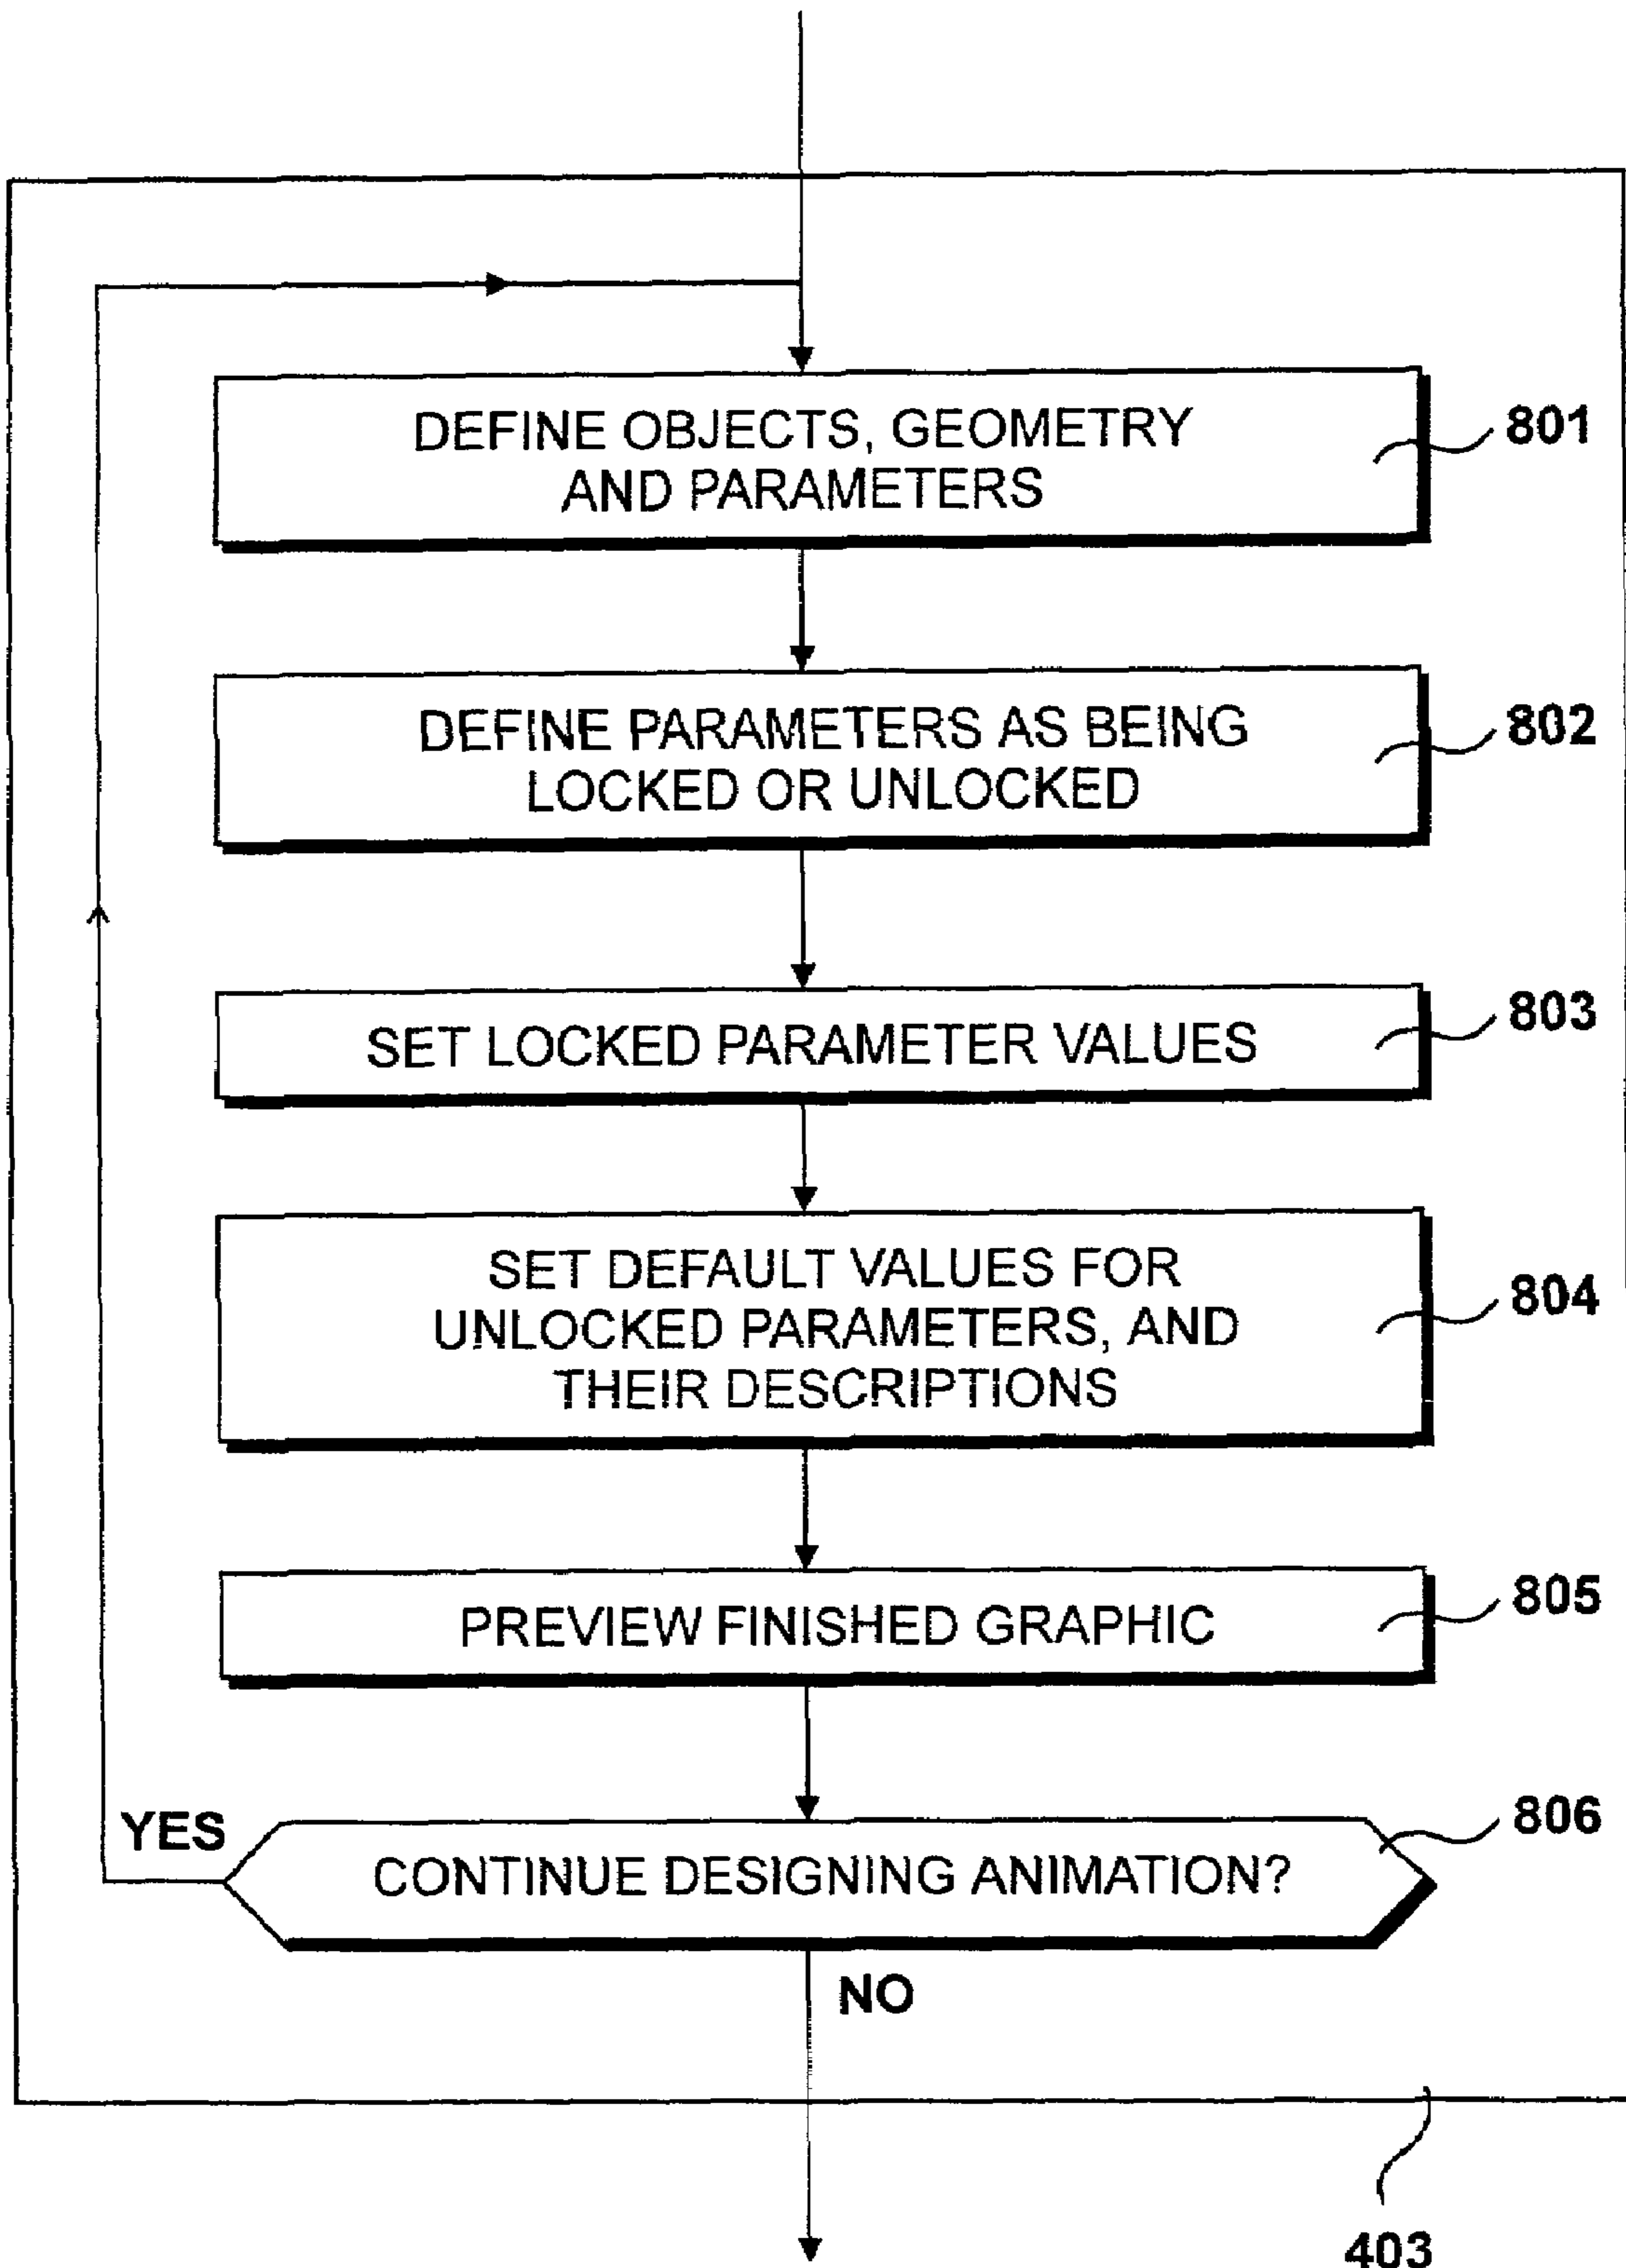 DEFINE OBJECTS, GEOMETRY
AND PARAMETERS
801
DEFINE PARAMETERS AS BEING
LOCKED OR UNLOCKED
802
SET LOCKED PARAMETER VALUES
803
SET DEFAULT VALUES FOR
UNLOCKED PARAMETERS, AND
THEIR DESCRIPTIONS
804
PREVIEW FINISHED GRAPHIC
805
YES
CONTINUE DESIGNING ANIMATION?
806
NO
403